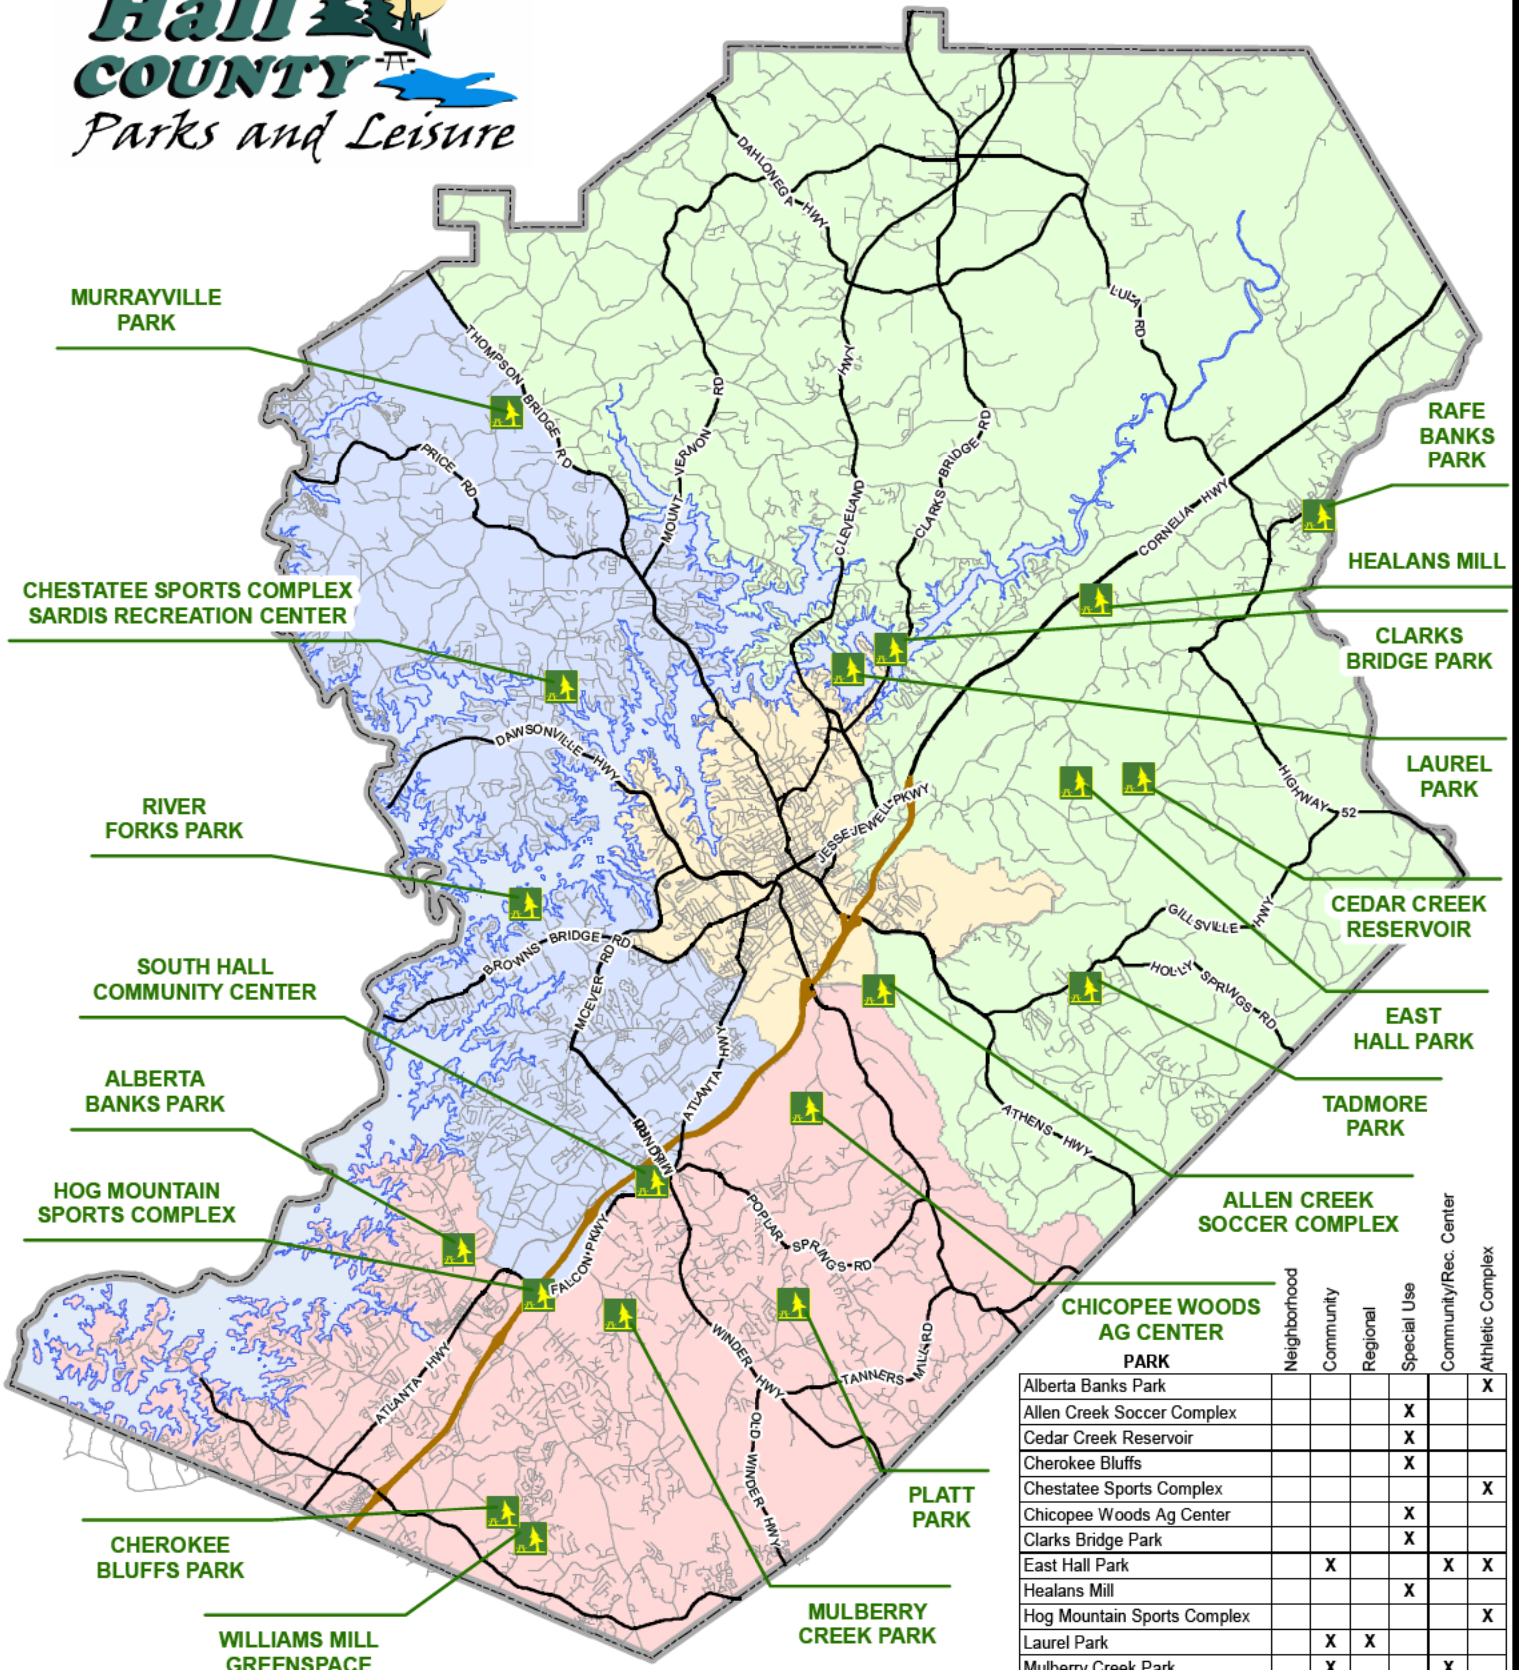 Hall
COUNTY
Parks and Leisure
MURRAYVILLE
PARK
CHESTATEE SPORTS COMPLEX
SARDIS RECREATION CENTER
RIVER
FORKS PARK
SOUTH HALL
COMMUNITY CENTER
ALBERTA
BANKS PARK
HOG MOUNTAIN
SPORTS COMPLEX
CHEROKEE
BLUFFS PARK
WILLIAMS MILL
GREENSPACE
DAHLONEGA HWY
THOMPSON BRIDGE RD
PRICE RD
MOUNT VERNON RD
CLEVELAND HWY
CLARKS BRIDGE RD
LULA RD
CORNELIA HWY
DAWSONVILLE HWY
JESSE JEWELL PKWY
HIGHWAY 52
GILLSVILLE HWY
HOLLY SPRINGS RD
BROWNS BRIDGE RD
MCEVER RD
ATLANTA HWY
ATHENS HWY
POPLAR SPRINGS RD
FALCON PKWY
ATLANTA HWY
WINDER HWY
TANNERS MILL RD
OLD WINDER HWY
RAFE
BANKS
PARK
HEALANS MILL
CLARKS
BRIDGE PARK
LAUREL
PARK
CEDAR CREEK
RESERVOIR
EAST
HALL PARK
TADMORE
PARK
ALLEN CREEK
SOCCER COMPLEX
CHICOPEE WOODS
AG CENTER
PLATT
PARK
MULBERRY
CREEK PARK
PARK Neighborhood Community Regional Special Use Community/Rec. Center Athletic Complex
Alberta Banks Park X
Allen Creek Soccer Complex X
Cedar Creek Reservoir X
Cherokee Bluffs X
Chestatee Sports Complex X
Chicopee Woods Ag Center X
Clarks Bridge Park X
East Hall Park X X X
Healans Mill X
Hog Mountain Sports Complex X
Laurel Park X X
Mulberry Creek Park X X